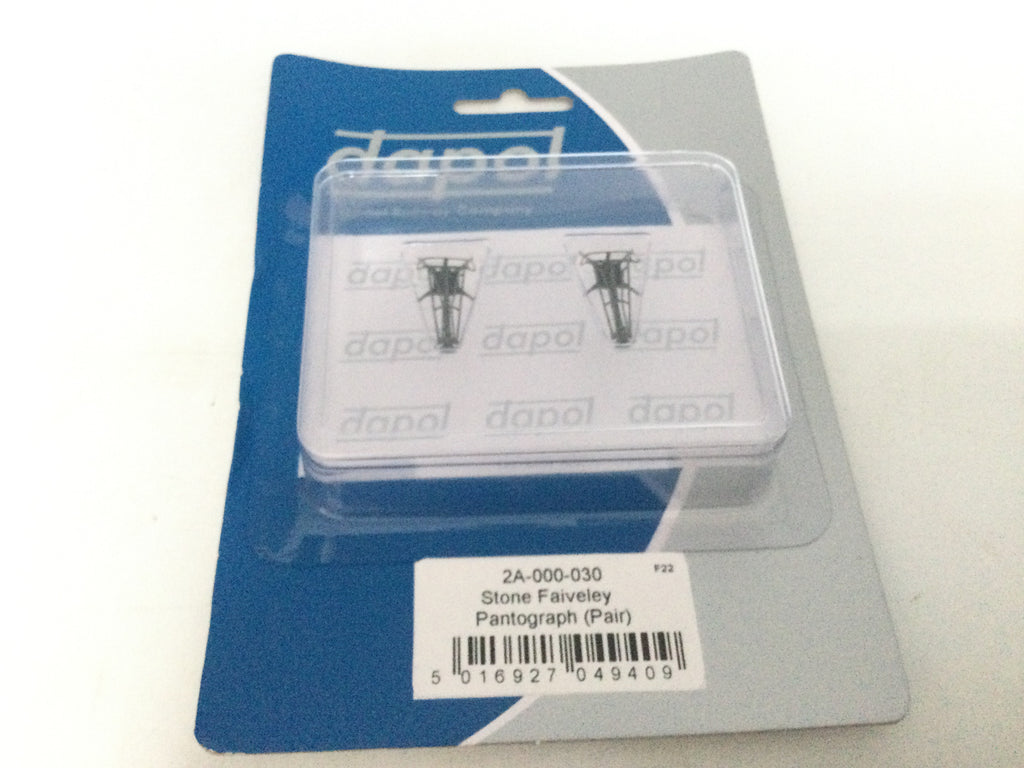 dapol
dapol dapol dapol
dapol dapol dapol
dapol dapol dapol
2A-000-030 F22
Stone Faiveley
Pantograph (Pair)
5 016927 049409